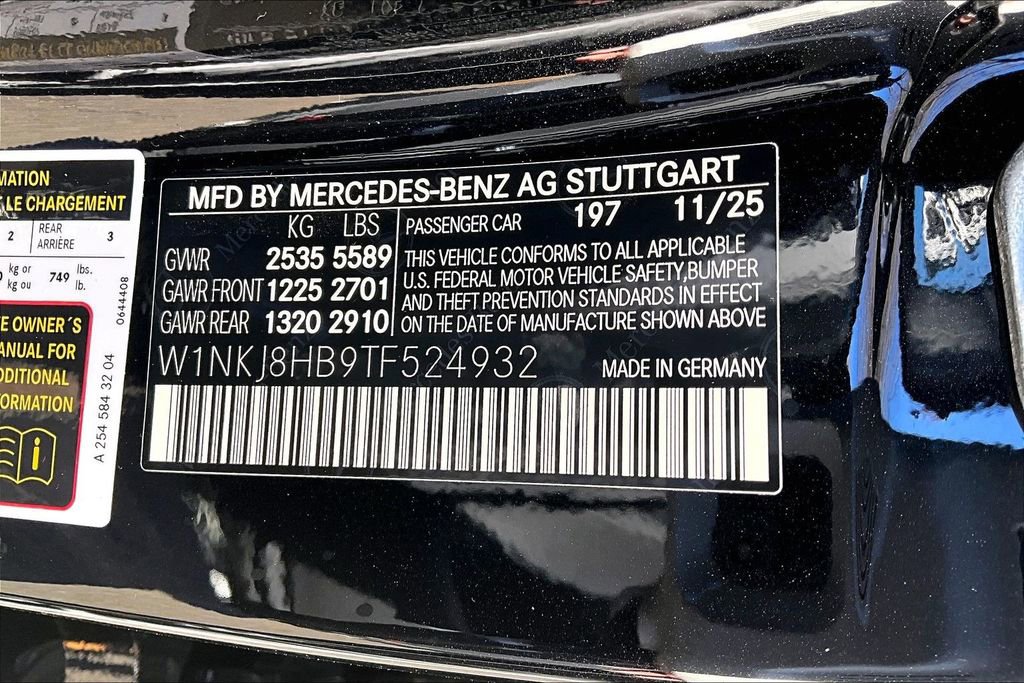 MATION
LE CHARGEMENT
2 REAR ARRIÈRE 3
kg or kg ou 749 lbs. lb.
E OWNER´S
ANUAL FOR
DDITIONAL
FORMATION
A 254 584 32 04
0644408
MFD BY MERCEDES-BENZ AG STUTTGART
KG LBS
GVWR 2535 5589
GAWR FRONT 1225 2701
GAWR REAR 1320 2910
PASSENGER CAR 197 11/25
THIS VEHICLE CONFORMS TO ALL APPLICABLE
U.S. FEDERAL MOTOR VEHICLE SAFETY,BUMPER
AND THEFT PREVENTION STANDARDS IN EFFECT
ON THE DATE OF MANUFACTURE SHOWN ABOVE
W1NKJ8HB9TF524932
MADE IN GERMANY